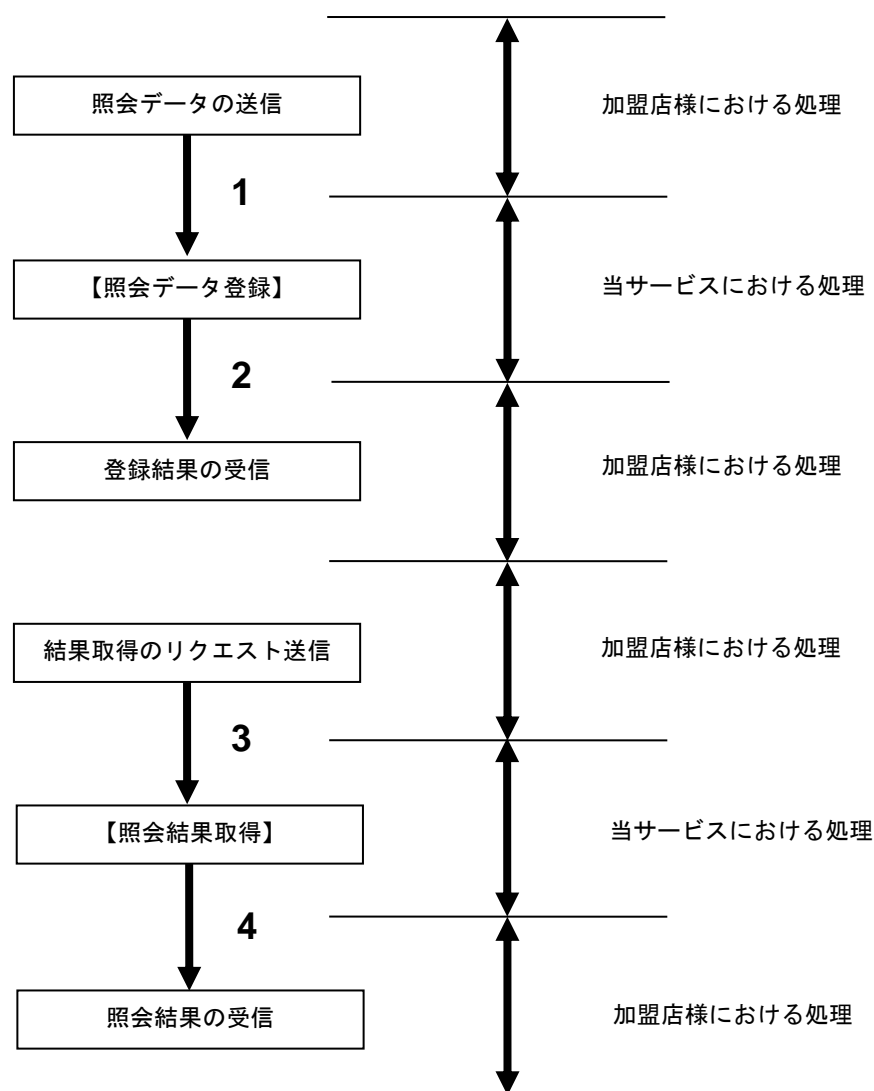 照会データの送信
加盟店様における処理
1
【照会データ登録】
当サービスにおける処理
2
登録結果の受信
加盟店様における処理
結果取得のリクエスト送信
加盟店様における処理
3
【照会結果取得】
当サービスにおける処理
4
照会結果の受信
加盟店様における処理